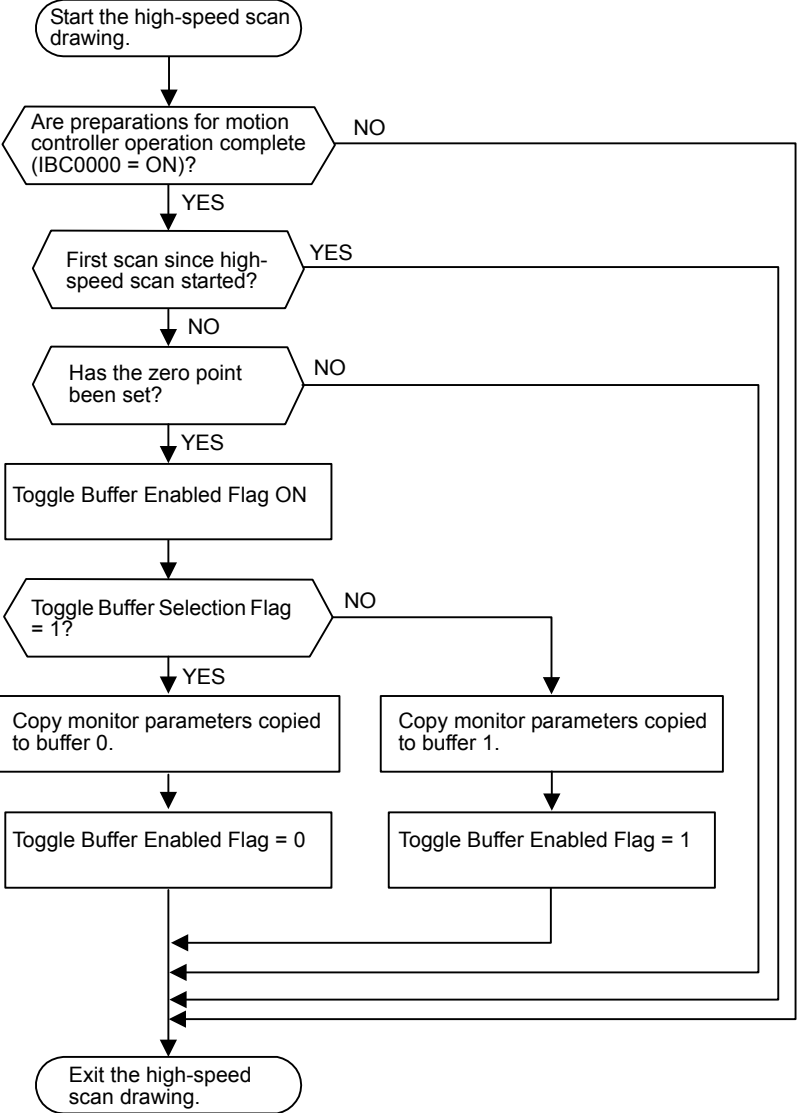 Start the high-speed scan
drawing.
Are preparations for motion
controller operation complete
(IBC0000 = ON)?
NO
YES
First scan since high-
speed scan started?
YES
NO
Has the zero point
been set?
NO
YES
Toggle Buffer Enabled Flag ON
Toggle Buffer Selection Flag
= 1?
NO
YES
Copy monitor parameters copied
to buffer 0.
Copy monitor parameters copied
to buffer 1.
Toggle Buffer Enabled Flag = 0
Toggle Buffer Enabled Flag = 1
Exit the high-speed
scan drawing.